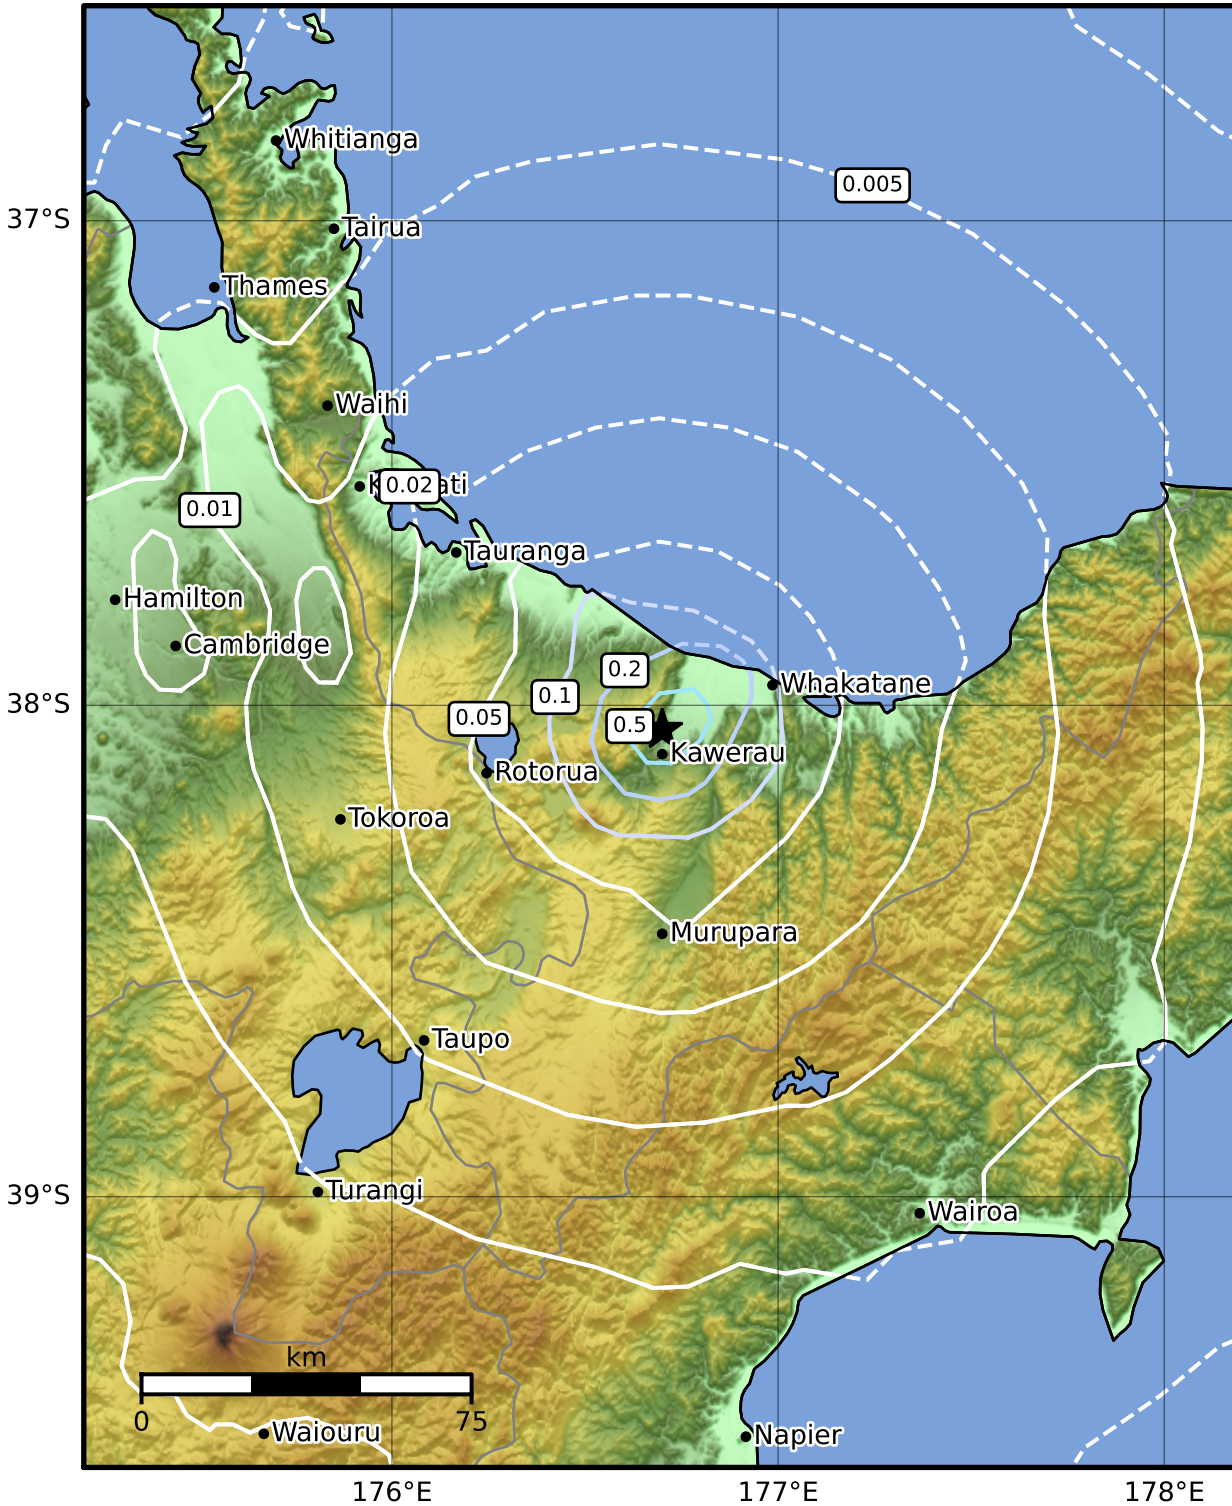 0.005
Whitianga
37°S
Tairua
Thames
Waihi
0.02
0.01
Tauranga
Hamilton
Cambridge
0.2
Whakatane
0.1
38°S
0.05
0.5
Kawerau
Rotorua
Tokoroa
Murupara
Taupo
Turangi
39°S
Wairoa
km
0
75
Waiouru
Napier
176°E
177°E
178°E